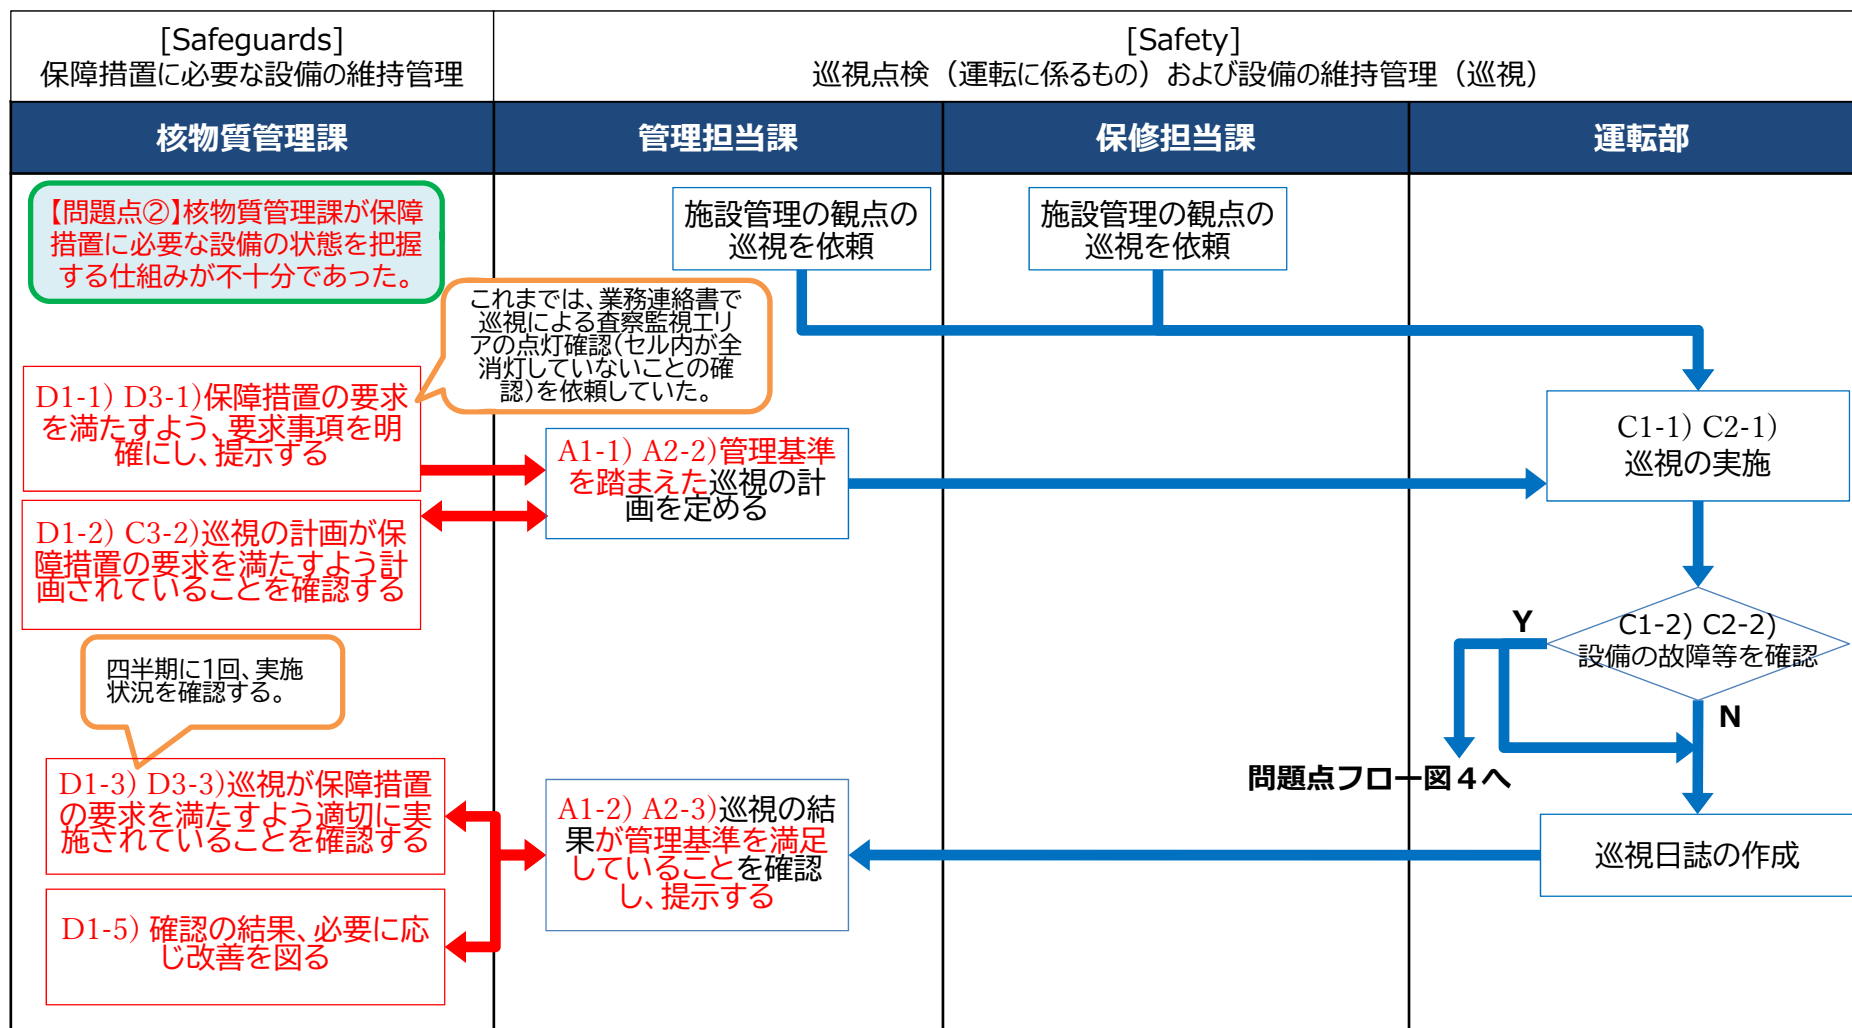 [Safeguards]
保障措置に必要な設備の維持管理
[Safety]
巡視点検（運転に係るもの）および設備の維持管理（巡視）
核物質管理課
管理担当課
保修担当課
運転部
【問題点②】核物質管理課が保障
措置に必要な設備の状態を把握
する仕組みが不十分であった。
施設管理の観点の
巡視を依頼
施設管理の観点の
巡視を依頼
これまでは、業務連絡書で
巡視による査察監視エリ
アの点灯確認（セル内が全
消灯していないことの確
認）を依頼していた。
D1-1) D3-1)保障措置の要求
を満たすよう、要求事項を明
確にし、提示する
A1-1) A2-2)管理基準
を踏まえた巡視の計
画を定める
C1-1) C2-1)
巡視の実施
D1-2) C3-2)巡視の計画が保
障措置の要求を満たすよう計
画されていることを確認する
C1-2) C2-2)
設備の故障等を確認
Y
N
四半期に1回、実施
状況を確認する。
問題点フロー図４へ
D1-3) D3-3)巡視が保障措置
の要求を満たすよう適切に実
施されていることを確認する
A1-2) A2-3)巡視の結
果が管理基準を満足
していることを確認
し、提示する
巡視日誌の作成
D1-5) 確認の結果、必要に応
じ改善を図る